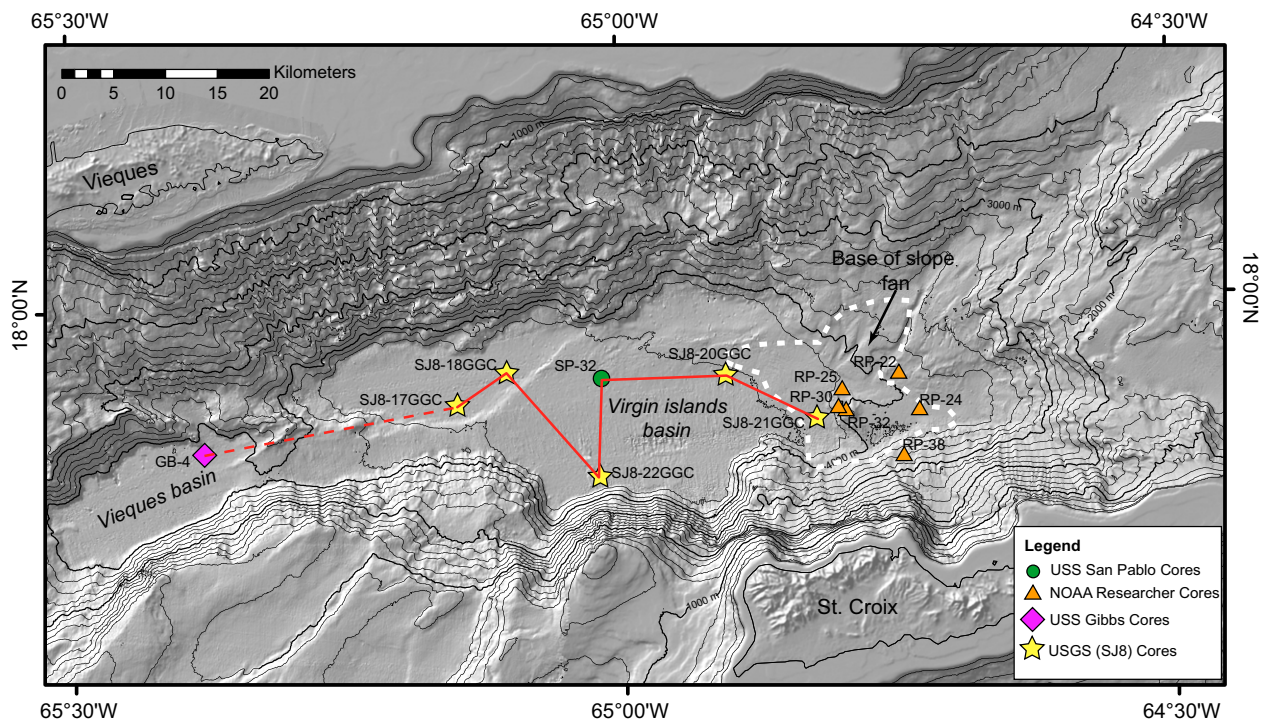 65°30'W 65°00'W 64°30'W
Kilometers
0 5 10 15 20
1000 m
Vieques
3000 m
Base of slope
fan
2000 m
18°00'N
18°00'N
SJ8-18GGC
SP-32
SJ8-20GGC
RP-22
RP-25
SJ8-17GGC
RP-30
RP-24
Virgin islands
basin
SJ8-21GGC
RP-32
RP-38
GB-4
SJ8-22GGC
Vieques basin
1000 m
St. Croix
Legend
USS San Pablo Cores
NOAA Researcher Cores
USS Gibbs Cores
USGS (SJ8) Cores
65°30'W 65°00'W 64°30'W